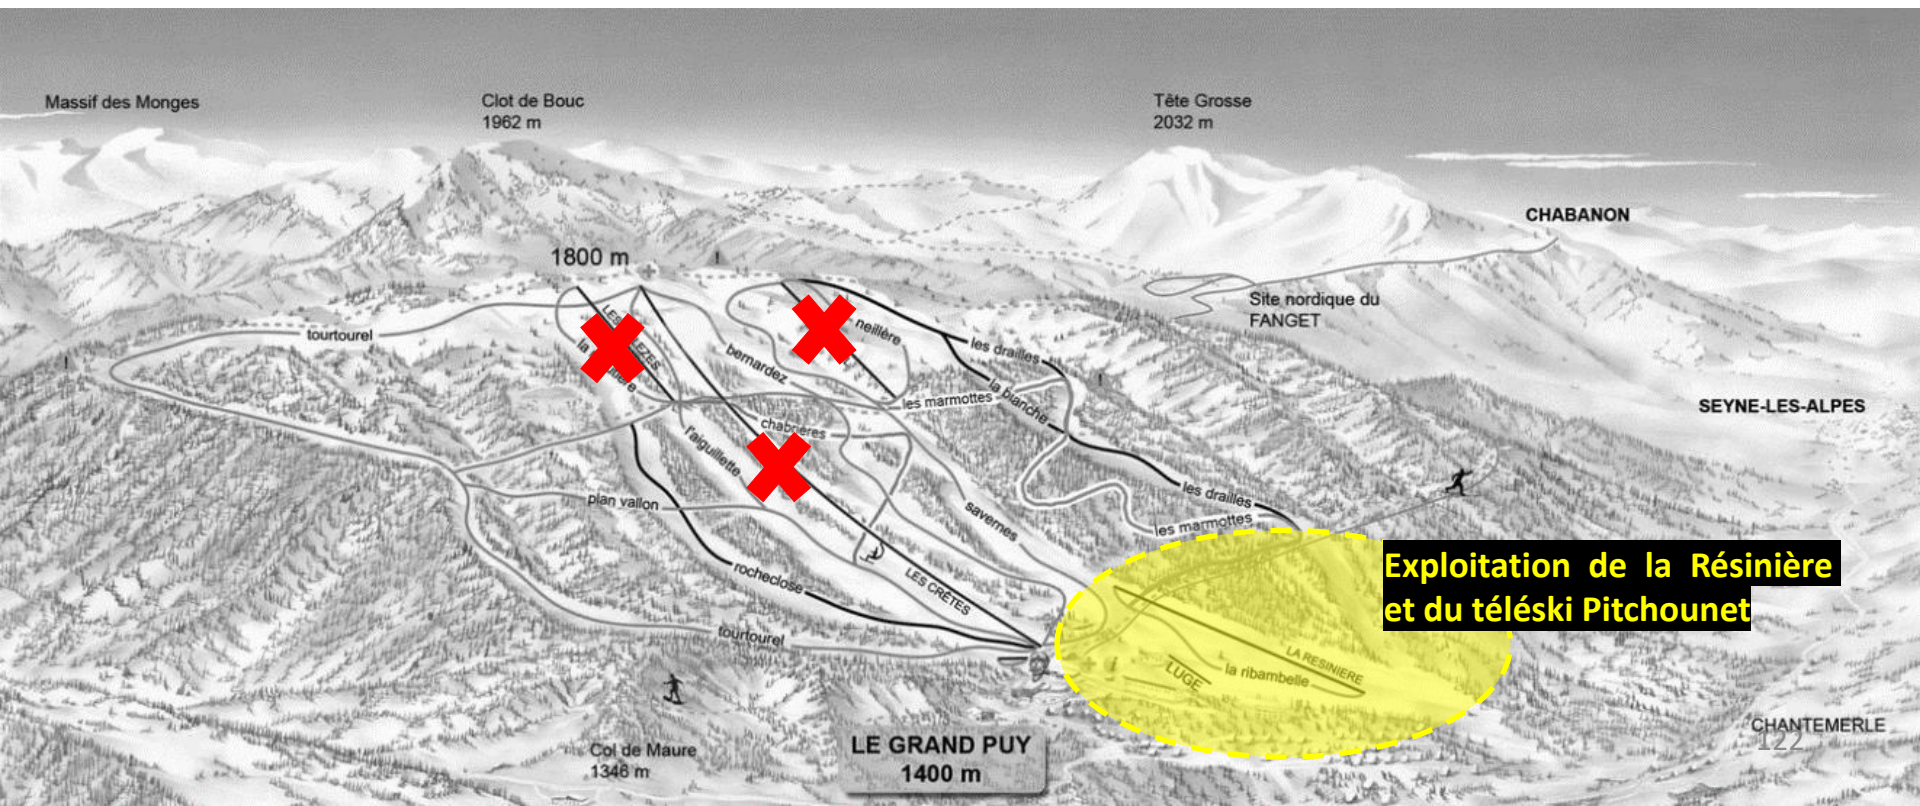 Massif des Monges
Clot de Bouc
1962 m
Tête Grosse
2032 m
CHABANON
1800 m
Site nordique du
FANGET
tourtourel
neillère
bernardez
les drailles
la blanche
les marmottes
SEYNE-LES-ALPES
chabrières
l'aiguillette
plan vallon
savernes
les drailles
les marmottes
rocheclose
LES CRÊTES
Exploitation de la Résinière
et du téléski Pitchounet
tourtourel
LUGE
la ribambelle
LA RESINIERE
Col de Maure
1346 m
LE GRAND PUY
1400 m
CHANTEMERLE
122